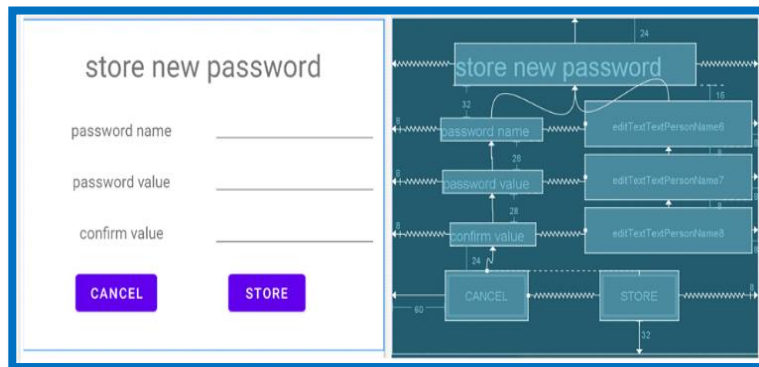 store new password
password name
password value
confirm value
CANCEL STORE
24
store new password
16
32
8
password name editTextTextPersonName6
8
28
8
password value editTextTextPersonName7
8
28
8
confirm value editTextTextPersonName8
8
24
CANCEL STORE
8
60
32